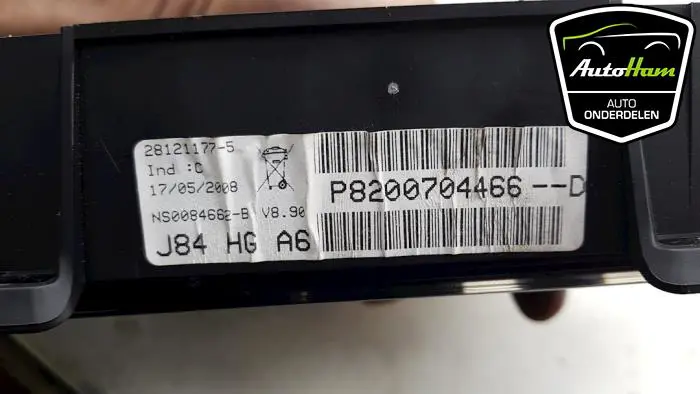 28121177-5
Ind :C
17/05/2008
NS0084662-B V8.90
J84 HG A6
P8200704466--D
AutoHam
AUTO
ONDERDELEN